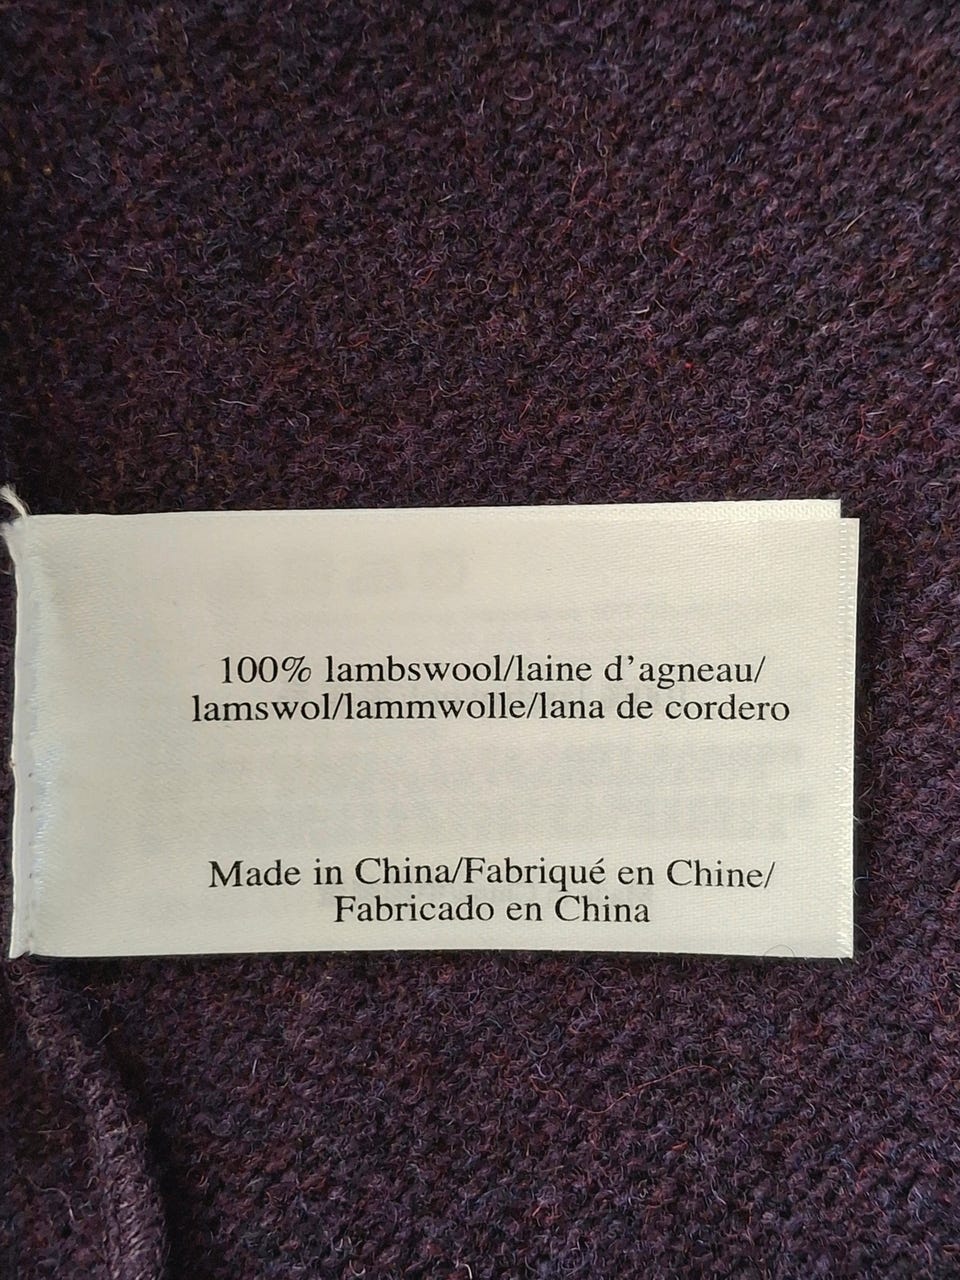 100% lambswool/laine d’agneau/
lamswol/lammwolle/lana de cordero
Made in China/Fabriqué en Chine/
Fabricado en China